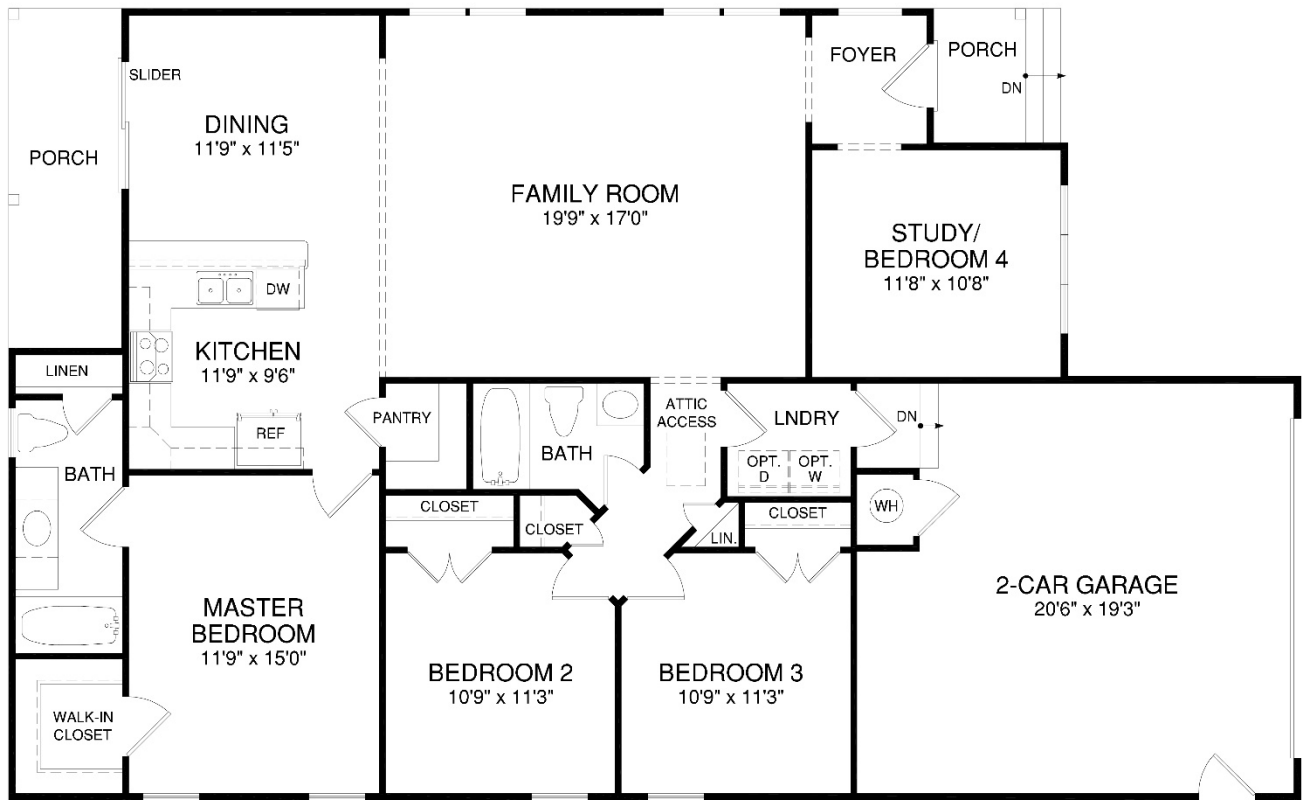 SLIDER
DINING
11'9" x 11'5"
PORCH
FAMILY ROOM
19'9" x 17'0"
FOYER
PORCH
DN
STUDY/
BEDROOM 4
11'8" x 10'8"
DW
KITCHEN
11'9" x 9'6"
REF
LINEN
BATH
PANTRY
BATH
ATTIC
ACCESS
LNDRY
OPT.
D
OPT.
W
DN
WH
CLOSET
CLOSET
LIN.
CLOSET
MASTER
BEDROOM
11'9" x 15'0"
WALK-IN
CLOSET
BEDROOM 2
10'9" x 11'3"
BEDROOM 3
10'9" x 11'3"
2-CAR GARAGE
20'6" x 19'3"